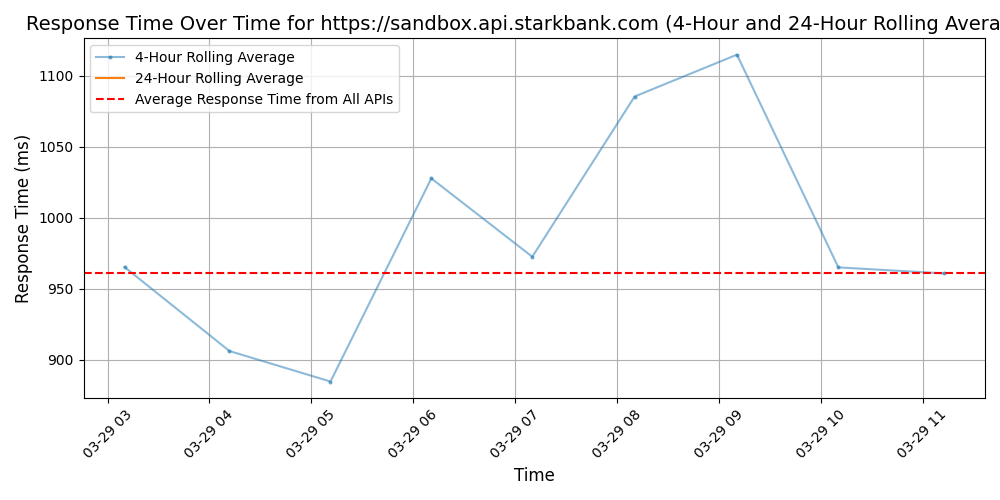 Response Time Over Time for https://sandbox.api.starkbank.com (4-Hour and 24-Hour Rolling Avera
4-Hour Rolling Average
24-Hour Rolling Average
Average Response Time from All APIs
Response Time (ms)
1100
1050
1000
950
900
03-29 03
03-29 04
03-29 05
03-29 06
03-29 07
03-29 08
03-29 09
03-29 10
03-29 11
Time